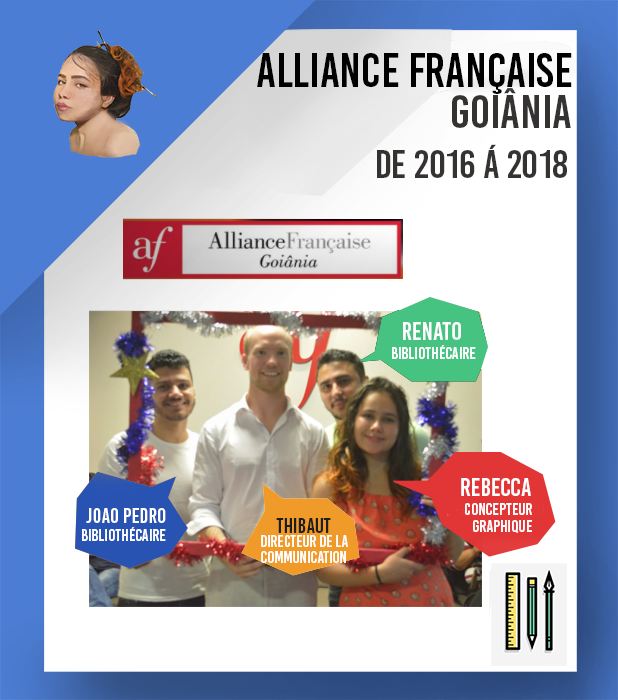 ALLIANCE FRANÇAISE
GOIÂNIA
DE 2016 Á 2018
af
AllianceFrançaise
Goiânia
RENATO
BIBLIOTHÉCAIRE
REBECCA
CONCEPTEUR
GRAPHIQUE
JOAO PEDRO
BIBLIOTHÉCAIRE
THIBAUT
DIRECTEUR DE LA
COMMUNICATION